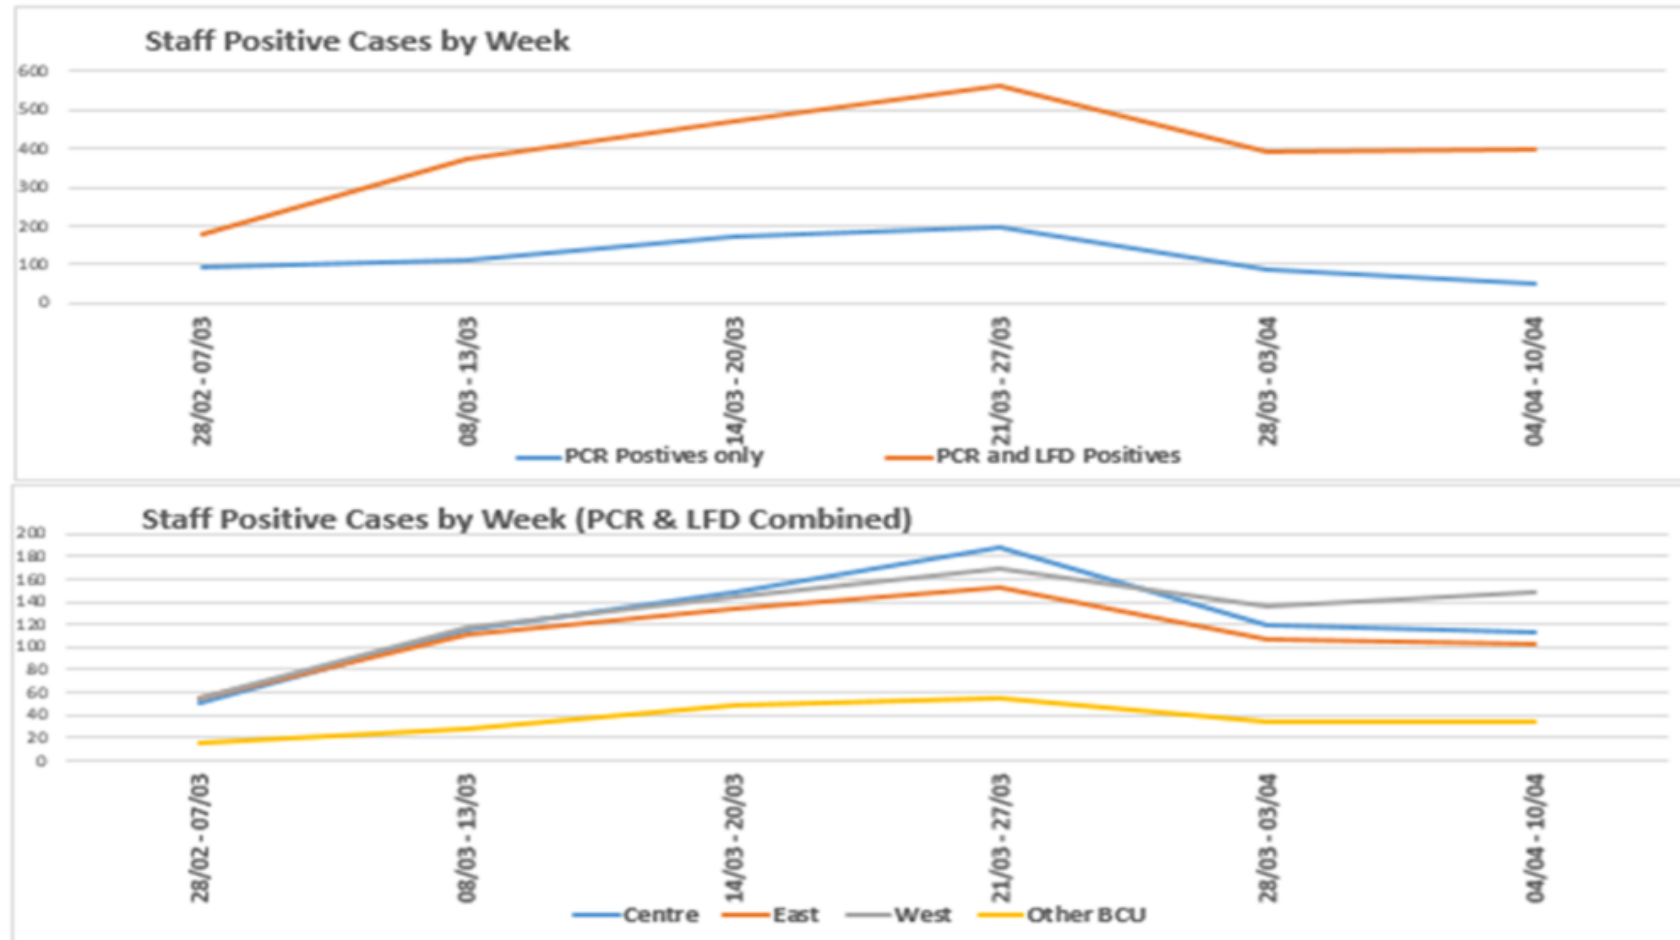 Staff Positive Cases by Week
600
500
400
300
200
100
0
28/02 - 07/03
08/03 - 13/03
14/03 - 20/03
21/03 - 27/03
28/03 - 03/04
04/04 - 10/04
PCR Postives only PCR and LFD Positives
Staff Positive Cases by Week (PCR & LFD Combined)
200
180
160
140
120
100
80
60
40
20
0
28/02 - 07/03
08/03 - 13/03
14/03 - 20/03
21/03 - 27/03
28/03 - 03/04
04/04 - 10/04
Centre East West Other BCU